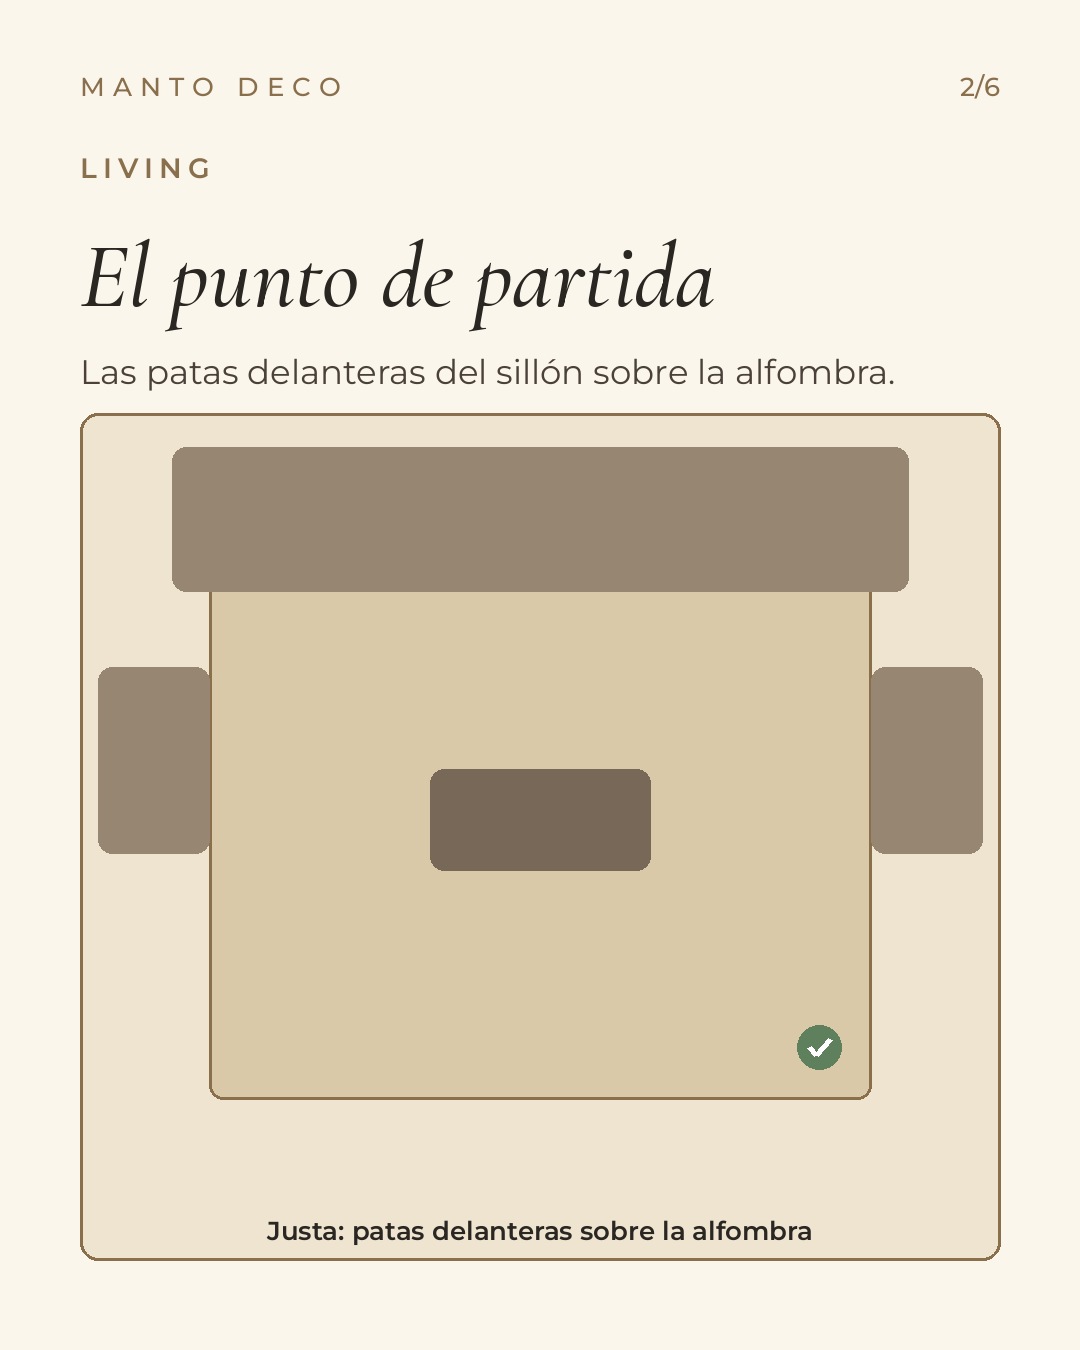 MANTO DECO
2/6
LIVING
El punto de partida
Las patas delanteras del sillón sobre la alfombra.
Justa: patas delanteras sobre la alfombra